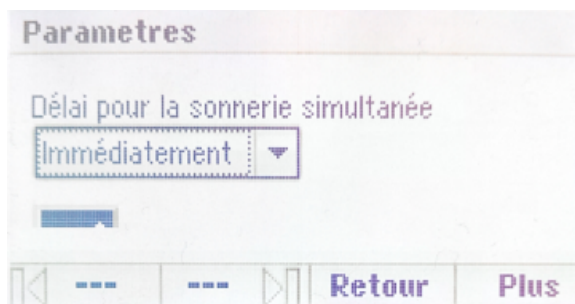 Parametres
Délai pour la sonnerie simultanée
Immédiatement
--- --- Retour Plus